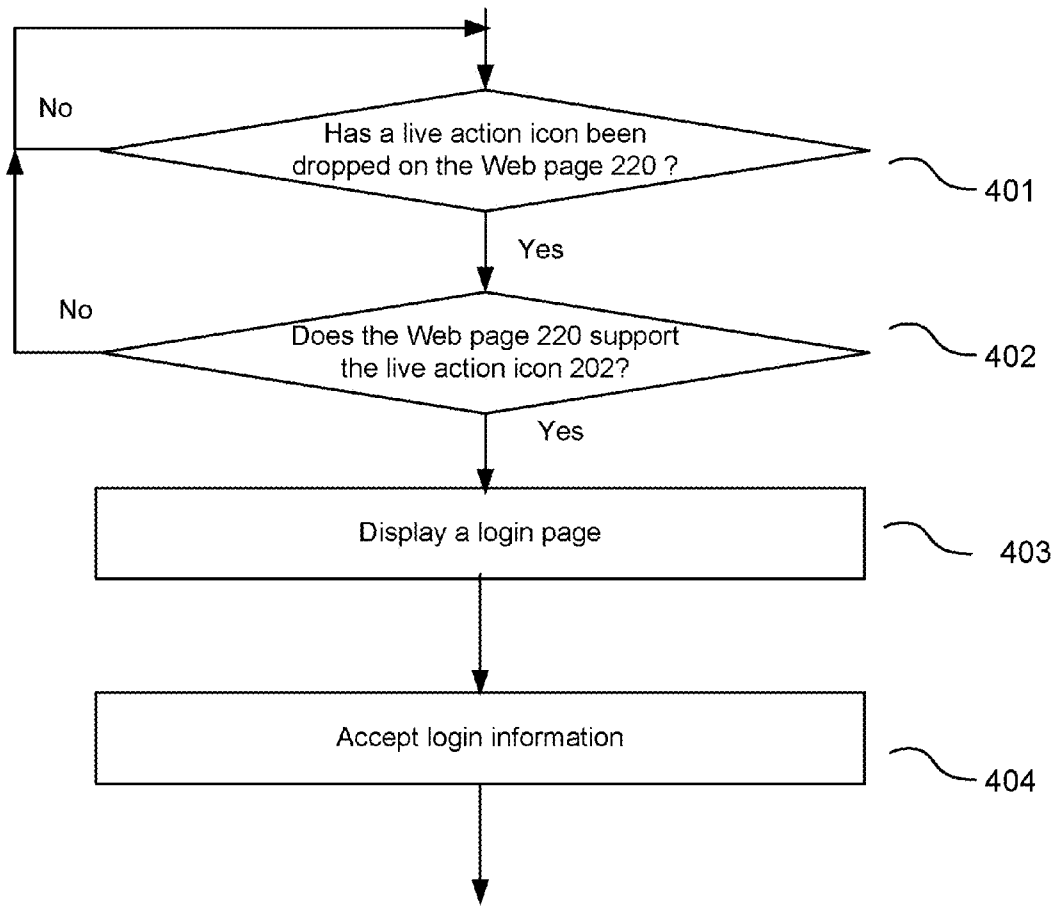 No
Has a live action icon been
dropped on the Web page 220 ?
401
Yes
No
Does the Web page 220 support
the live action icon 202?
402
Yes
Display a login page
403
Accept login information
404